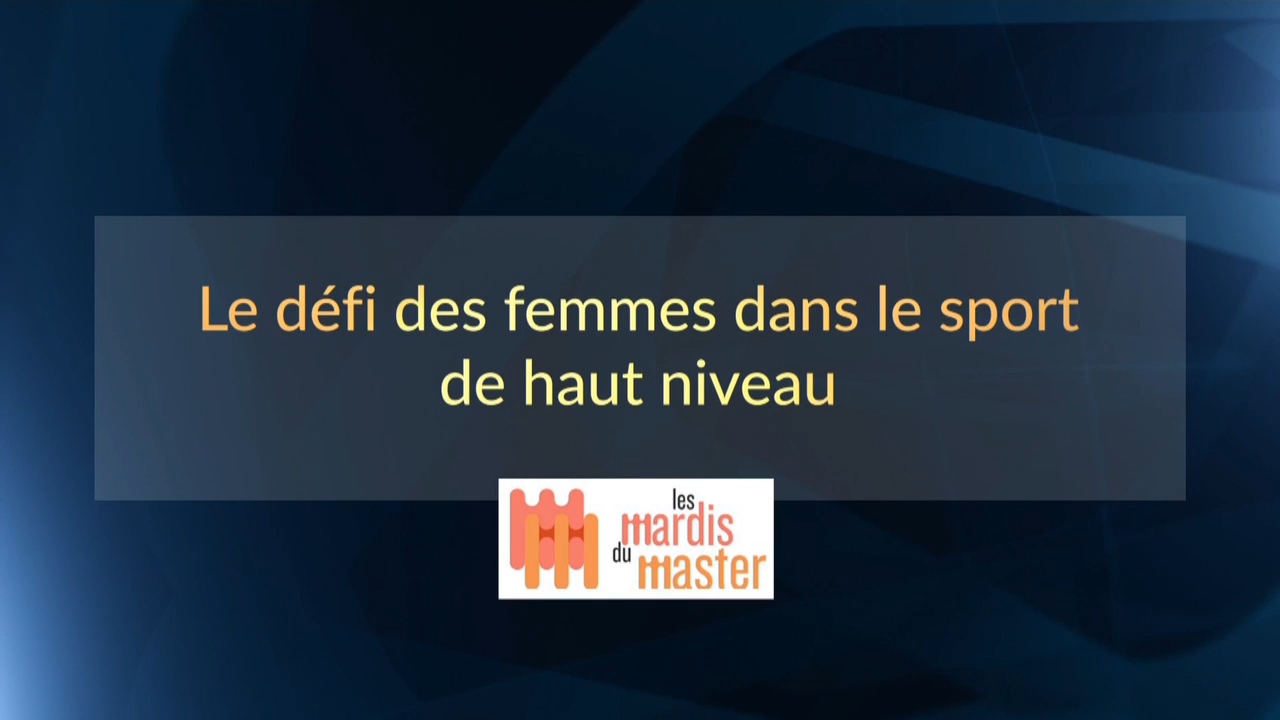 Le défi des femmes dans le sport
de haut niveau
les
mardis
du
master